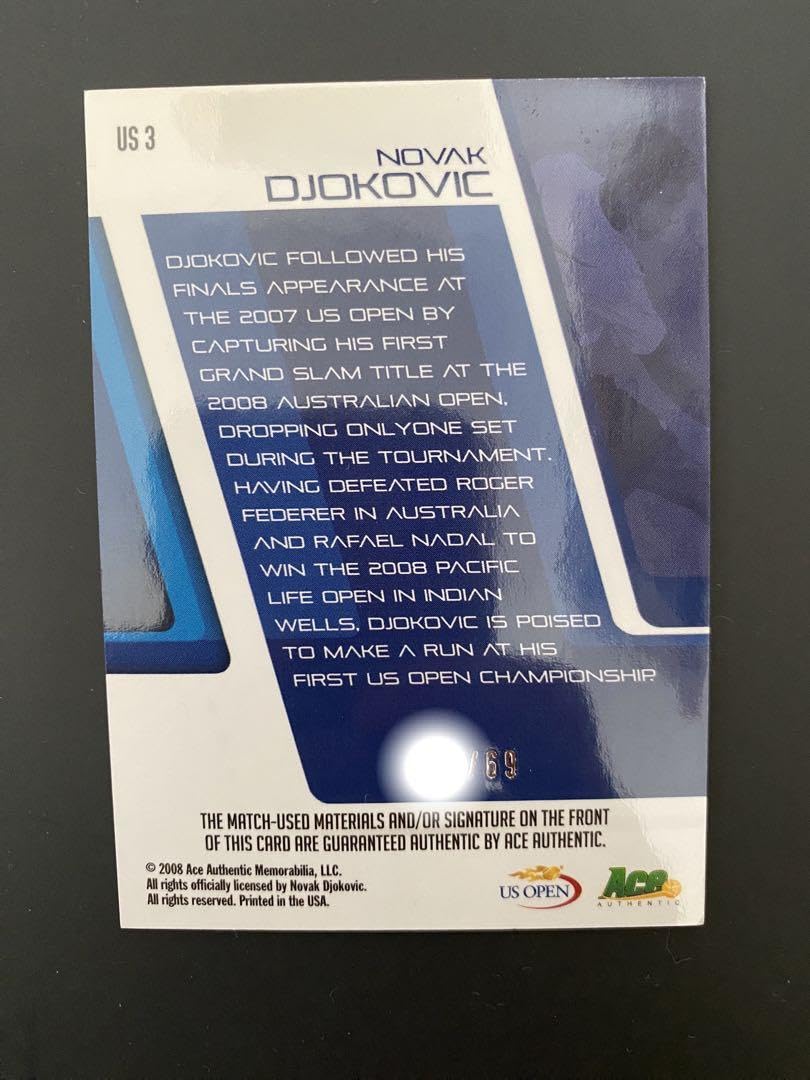 US 3
NOVAK
DJOKOVIC
DJOKOVIC FOLLOWED HIS
FINALS APPEARANCE AT
THE 2007 US OPEN BY
CAPTURING HIS FIRST
GRAND SLAM TITLE AT THE
2008 AUSTRALIAN OPEN,
DROPPING ONLYONE SET
DURING THE TOURNAMENT.
HAVING DEFEATED ROGER
FEDERER IN AUSTRALIA
AND RAFAEL NADAL TO
WIN THE 2008 PACIFIC
LIFE OPEN IN INDIAN
WELLS, DJOKOVIC IS POISED
TO MAKE A RUN AT HIS
FIRST US OPEN CHAMPIONSHIP.
/69
THE MATCH-USED MATERIALS AND/OR SIGNATURE ON THE FRONT
OF THIS CARD ARE GUARANTEED AUTHENTIC BY ACE AUTHENTIC.
© 2008 Ace Authentic Memorabilia, LLC.
All rights officially licensed by Novak Djokovic.
All rights reserved. Printed in the USA.
US OPEN
Ace
AUTHENTIC